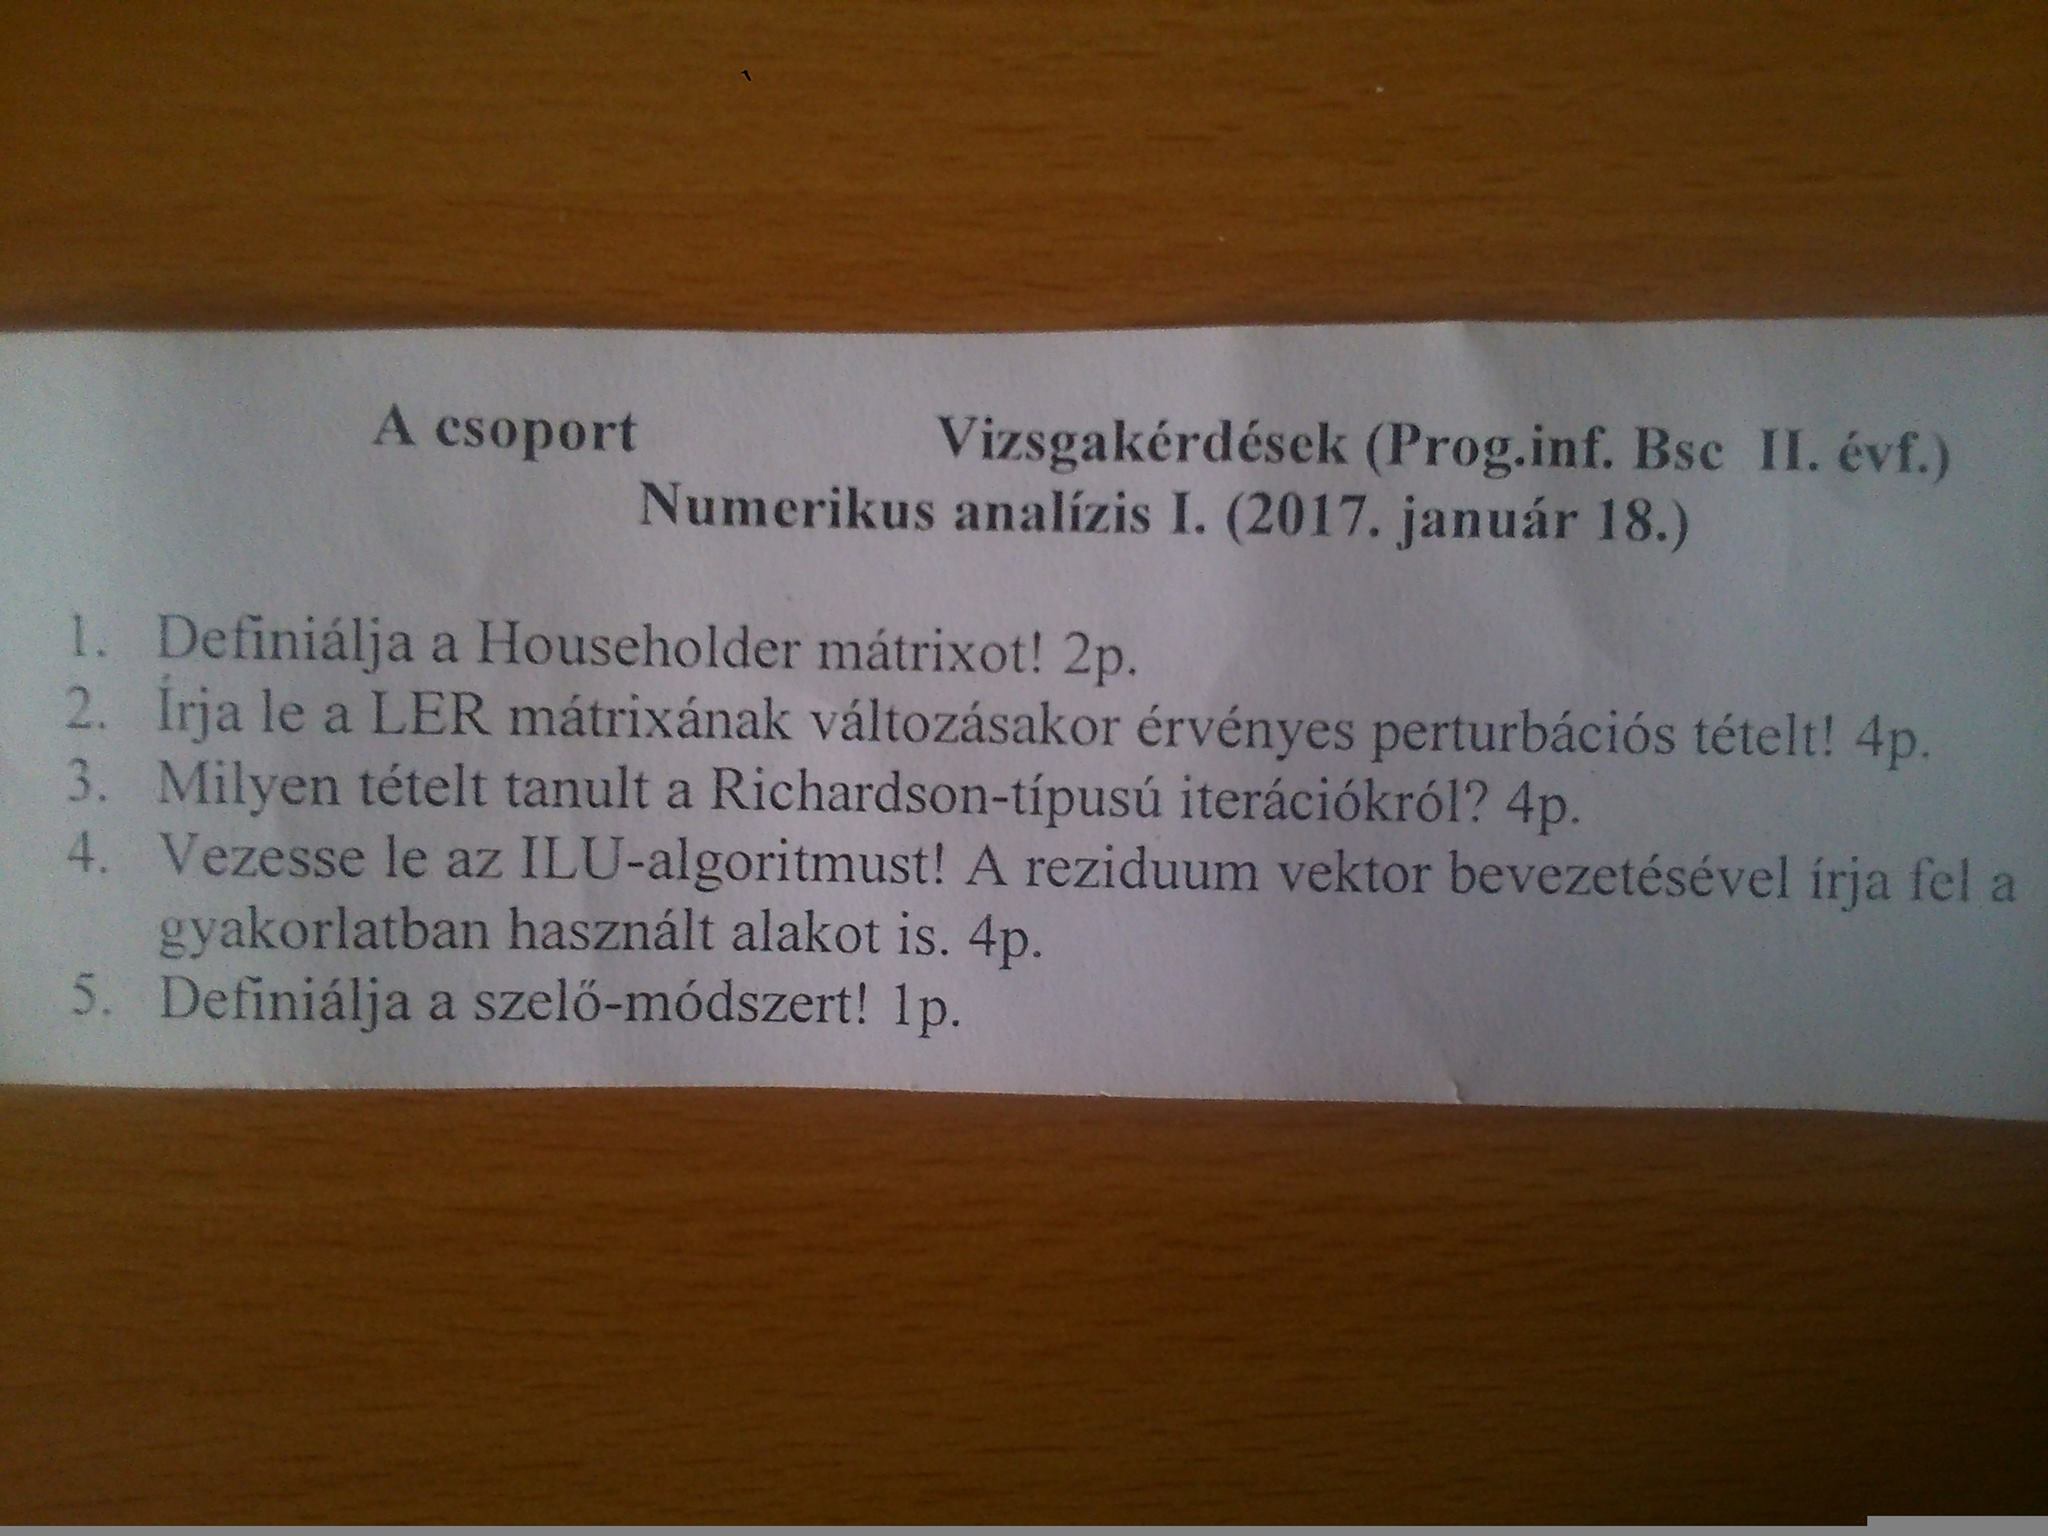 A csoport Vizsgakérdések (Prog.inf. Bsc II. évf.)
Numerikus analízis I. (2017. január 18.)
1. Definiálja a Householder mátrixot! 2p.
2. Írja le a LER mátrixának változásakor érvényes perturbációs tételt! 4p.
3. Milyen tételt tanult a Richardson-típusú iterációkról? 4p.
4. Vezesse le az ILU-algoritmust! A reziduum vektor bevezetésével írja fel a
gyakorlatban használt alakot is. 4p.
5. Definiálja a szelő-módszert! 1p.